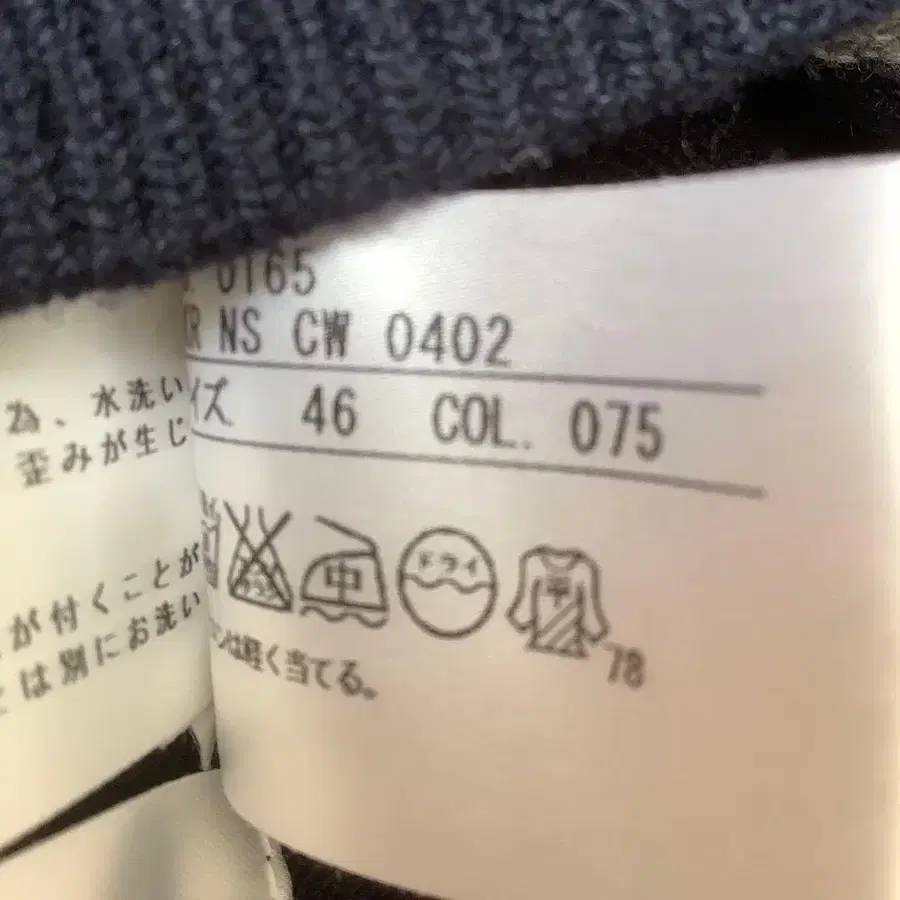 0165
R NS CW 0402
イズ 46 COL. 075
ドライ 平
中
78
ンは軽く当てる。
為、水洗い
歪みが生じ
が付くことが
は別にお洗い